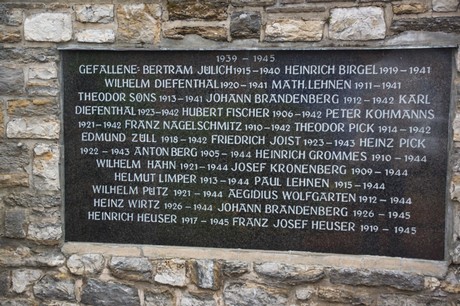 1939 - 1945
GEFALLENE: BERTRAM JÜLICH 1915 - 1940 HEINRICH BIRGEL 1919 - 1941
WILHELM DIEFENTHAL 1920 - 1941 MATH. LEHNEN 1911 - 1941
THEODOR SONS 1913 - 1941 JOHANN BRANDENBERG 1912 - 1942 KARL
DIEFENTHAL 1923 - 1942 HUBERT FISCHER 1906 - 1942 PETER KOHMANNS
1921 - 1942 FRANZ NAGELSCHMITZ 1910 - 1942 THEODOR PICK 1914 - 1942
EDMUND ZULL 1918 - 1942 FRIEDRICH JOIST 1923 - 1943 HEINZ PICK
1922 - 1943 ANTON BERG 1905 - 1944 HEINRICH GROMMES 1910 - 1944
WILHELM HAHN 1921 - 1944 JOSEF KRONENBERG 1909 - 1944
HELMUT LIMPER 1913 - 1944 PAUL LEHNEN 1915 - 1944
WILHELM PÜTZ 1921 - 1944 AEGIDIUS WOLFGARTEN 1912 - 1944
HEINZ WIRTZ 1926 - 1944 JOHANN BRANDENBERG 1926 - 1945
HEINRICH HEUSER 1917 - 1945 FRANZ JOSEF HEUSER 1919 - 1945